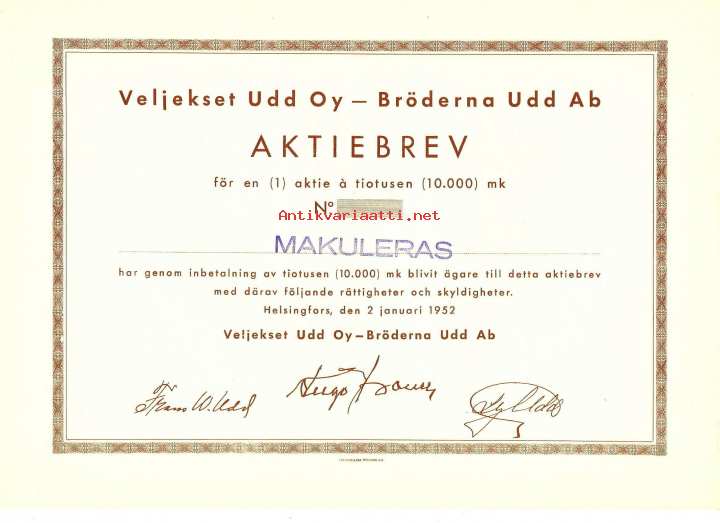 Veljekset Udd Oy – Bröderna Udd Ab
AKTIEBREV
för en (1) aktie à tiotusen (10.000) mk
Nº
Antikvariaatti.net
MAKULERAS
har genom inbetalning av tiotusen (10.000) mk blivit ägare till detta aktiebrev
med därav följande rättigheter och skyldigheter.
Helsingfors, den 2 januari 1952
Veljekset Udd Oy – Bröderna Udd Ab
Frans W. Udd